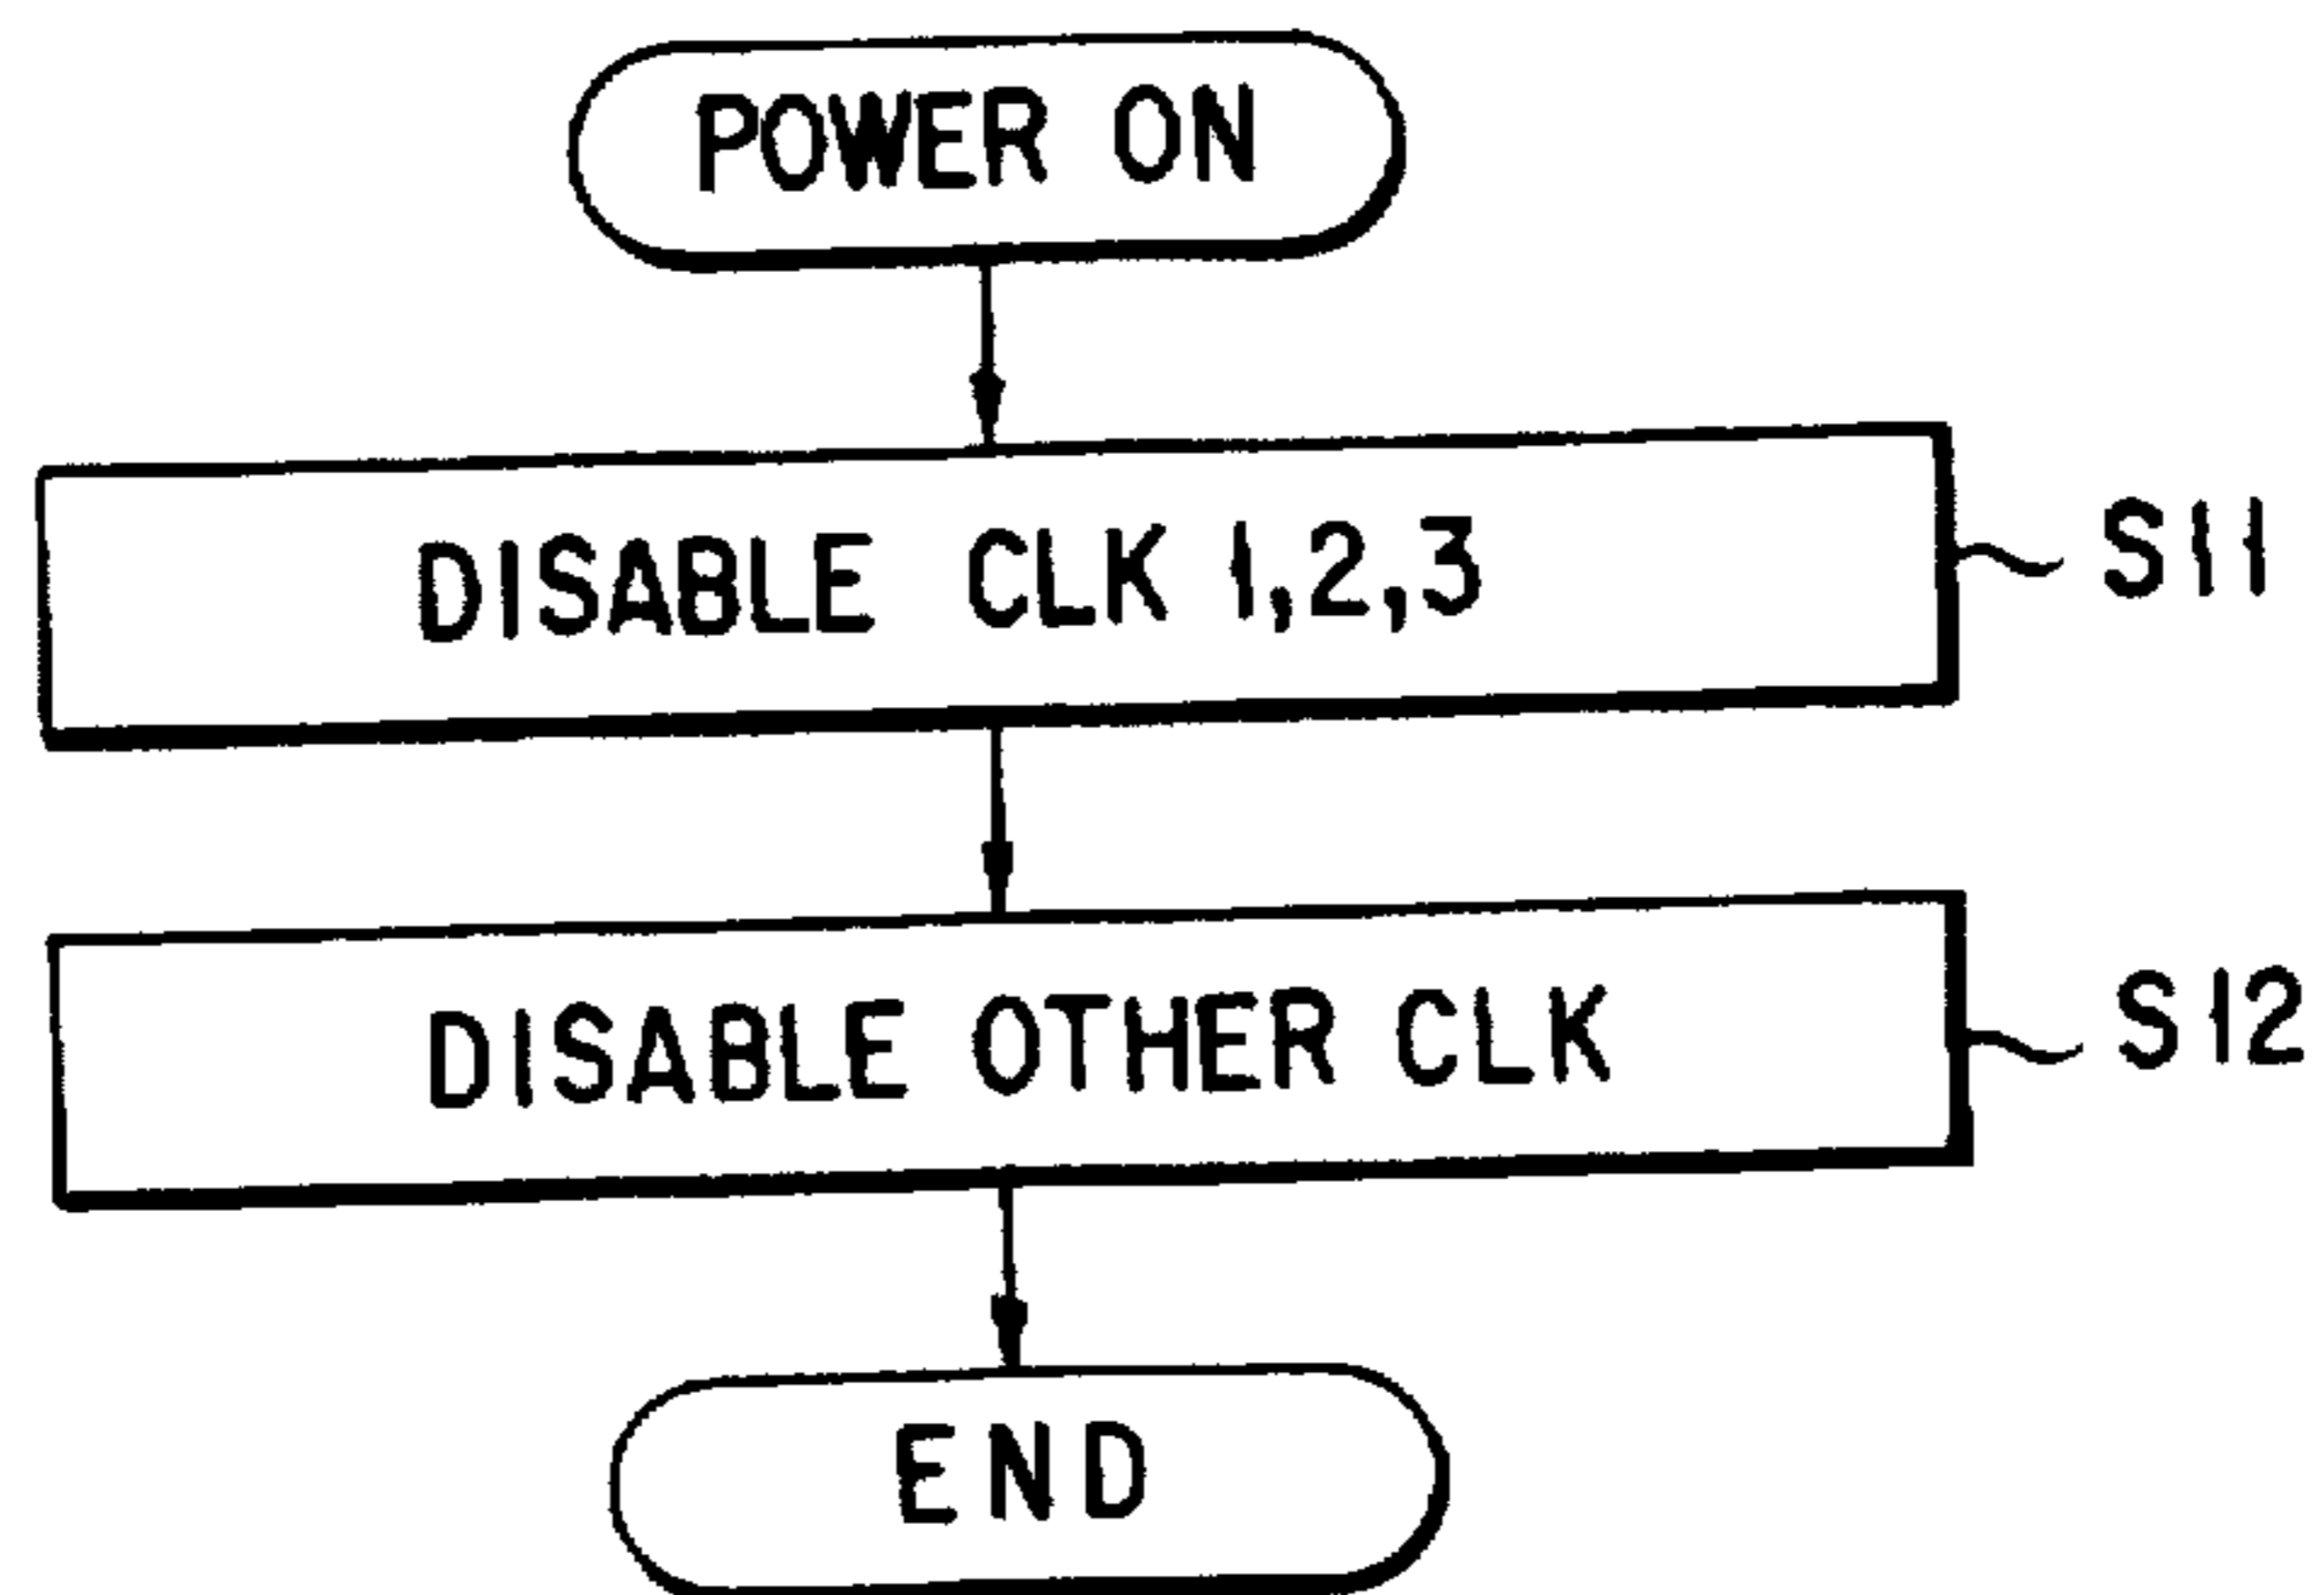 POWER ON
DISABLE CLK 1,2,3
S11
DISABLE OTHER CLK
S12
END